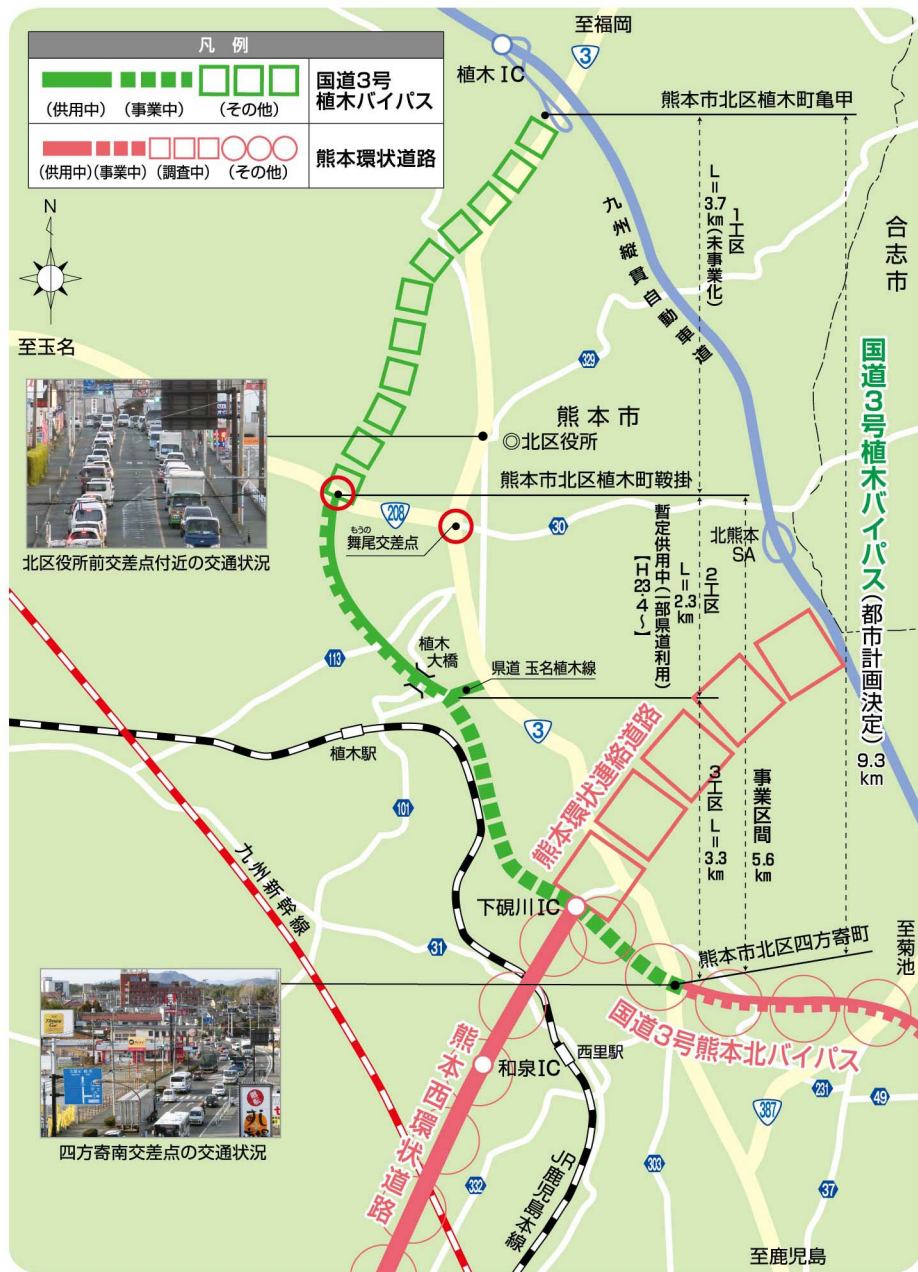 凡例
国道3号
植木バイパス
(供用中) (事業中) (その他)
熊本環状道路
(供用中)(事業中)(調査中)(その他)
至福岡
3
植木IC
熊本市北区植木町亀甲
N
1工区
L=3.7km(未事業化)
九州縦貫自動車道
合志市
至玉名
329
熊本市
◎北区役所
熊本市北区植木町鞍掛
国道3号植木バイパス(都市計画決定) 9.3km
208
もうの
舞尾交差点
30
北熊本
SA
北区役所前交差点付近の交通状況
2工区
L=2.3km
暫定供用中(一部県道利用)
【H23・4〜】
植木
大橋
113
県道 玉名植木線
3
植木駅
101
熊本環状連絡道路
3工区 L=3.3km
事業区間 5.6km
九州新幹線
下硯川IC
31
熊本市北区四方寄町
至菊池
国道3号熊本北バイパス
西里駅
和泉IC
熊本西環状道路
231
49
387
四方寄南交差点の交通状況
303
332
37
JR鹿児島本線
至鹿児島